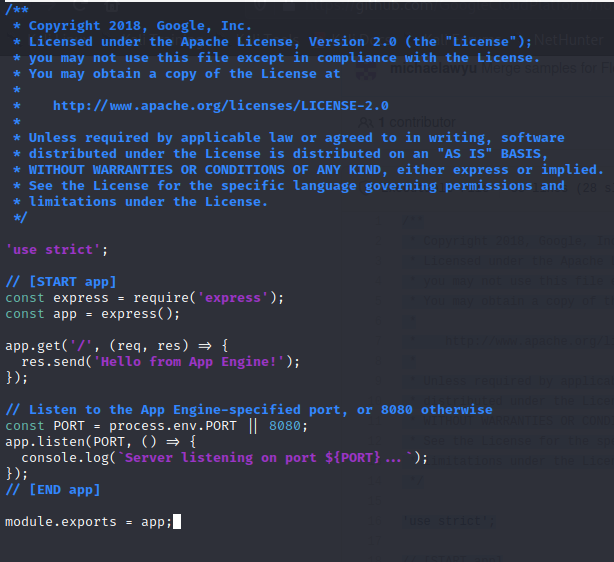 /**
 * Copyright 2018, Google, Inc.
 * Licensed under the Apache License, Version 2.0 (the "License");
 * you may not use this file except in compliance with the License.
 * You may obtain a copy of the License at
 *
 *    http://www.apache.org/licenses/LICENSE-2.0
 *
 * Unless required by applicable law or agreed to in writing, software
 * distributed under the License is distributed on an "AS IS" BASIS,
 * WITHOUT WARRANTIES OR CONDITIONS OF ANY KIND, either express or implied.
 * See the License for the specific language governing permissions and
 * limitations under the License.
 */
'use strict';
// [START app]
const express = require('express');
const app = express();
app.get('/', (req, res) => {
  res.send('Hello from App Engine!');
});
// Listen to the App Engine-specified port, or 8080 otherwise
const PORT = process.env.PORT || 8080;
app.listen(PORT, () => {
  console.log(`Server listening on port ${PORT}...`);
});
// [END app]
module.exports = app;